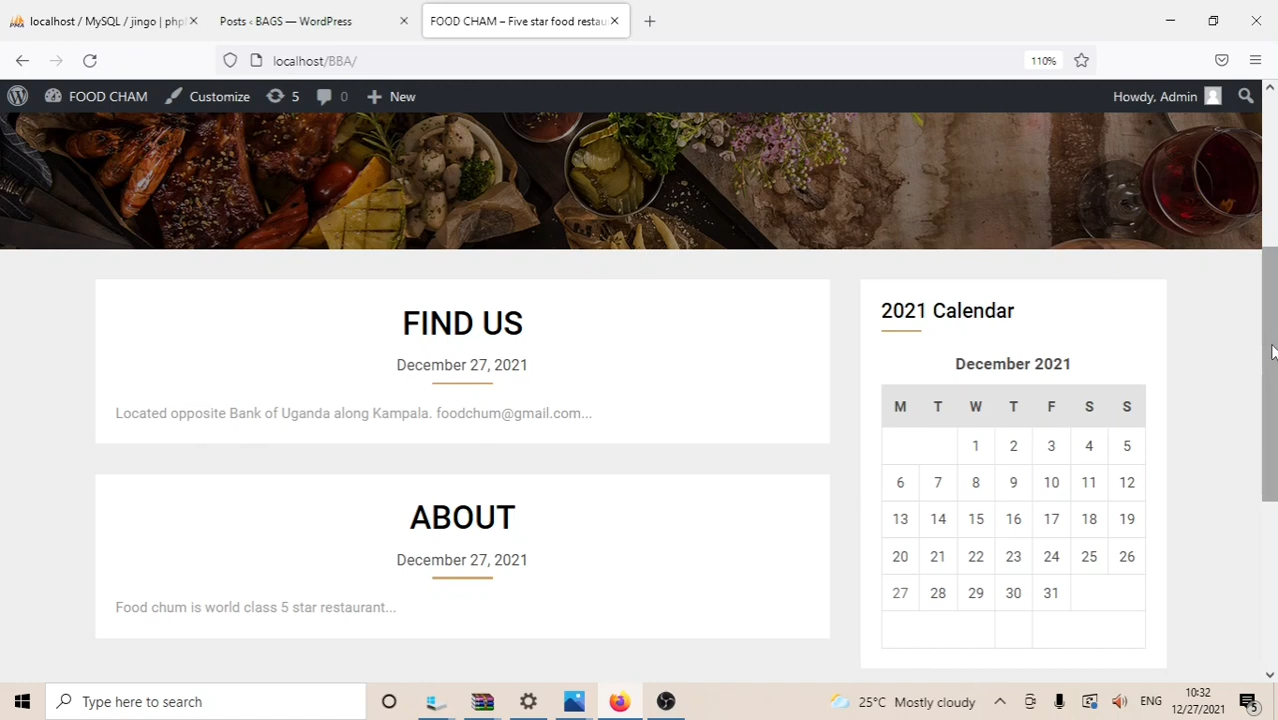 localhost / MySQL / jingo | php
Posts ‹ BAGS — WordPress
FOOD CHAM – Five star food restau
localhost/BBA/
110%
FOOD CHAM
Customize
5
0
New
Howdy, Admin
FIND US
December 27, 2021
Located opposite Bank of Uganda along Kampala. foodchum@gmail.com...
ABOUT
December 27, 2021
Food chum is world class 5 star restaurant...
2021 Calendar
December 2021
M T W T F S S
1 2 3 4 5
6 7 8 9 10 11 12
13 14 15 16 17 18 19
20 21 22 23 24 25 26
27 28 29 30 31
Type here to search
25°C Mostly cloudy
ENG
10:32
12/27/2021
5